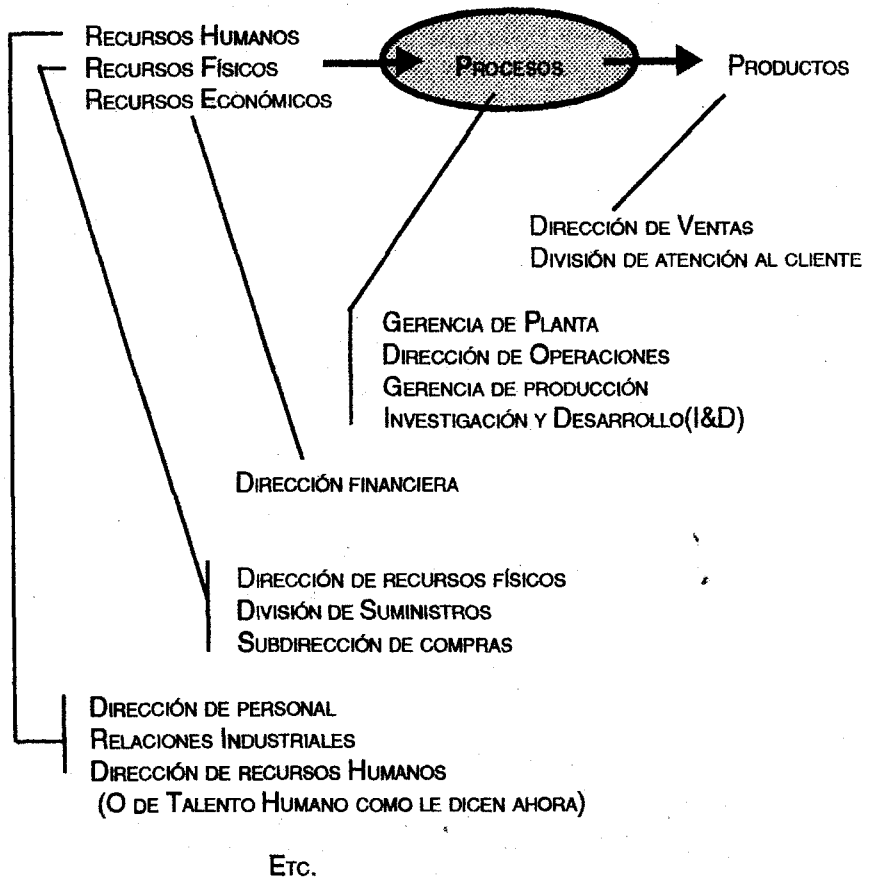 RECURSOS HUMANOS
RECURSOS FÍSICOS
RECURSOS ECONÓMICOS
PROCESOS
PRODUCTOS
DIRECCIÓN DE VENTAS
DIVISIÓN DE ATENCIÓN AL CLIENTE
GERENCIA DE PLANTA
DIRECCIÓN DE OPERACIONES
GERENCIA DE PRODUCCIÓN
INVESTIGACIÓN Y DESARROLLO(I&D)
DIRECCIÓN FINANCIERA
DIRECCIÓN DE RECURSOS FÍSICOS
DIVISIÓN DE SUMINISTROS
SUBDIRECCIÓN DE COMPRAS
DIRECCIÓN DE PERSONAL
RELACIONES INDUSTRIALES
DIRECCIÓN DE RECURSOS HUMANOS
(O DE TALENTO HUMANO COMO LE DICEN AHORA)
ETC.